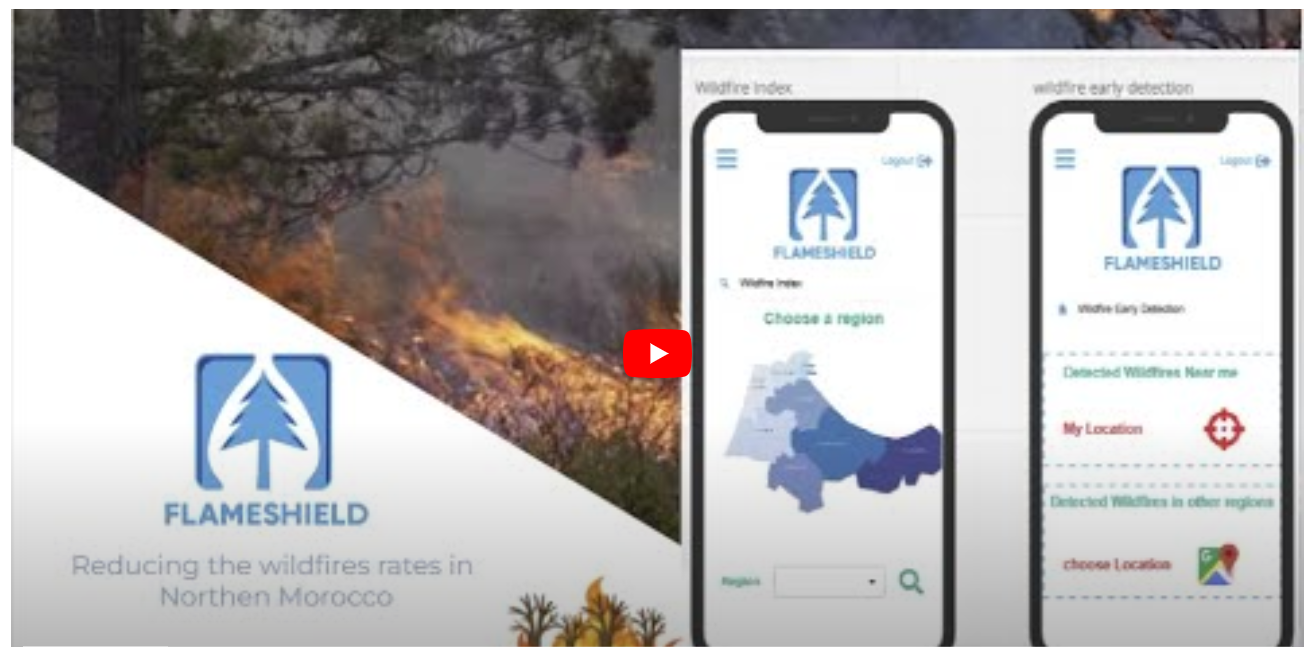 FLAMESHIELD
Reducing the wildfires rates in
Northen Morocco
Wildfire Index
Logout
FLAMESHIELD
Wildfire Index
Choose a region
Region
wildfire early detection
Logout
FLAMESHIELD
Wildfire Early Detection
Detected Wildfires Near me
My Location
Detected Wildfires in other regions
choose Location